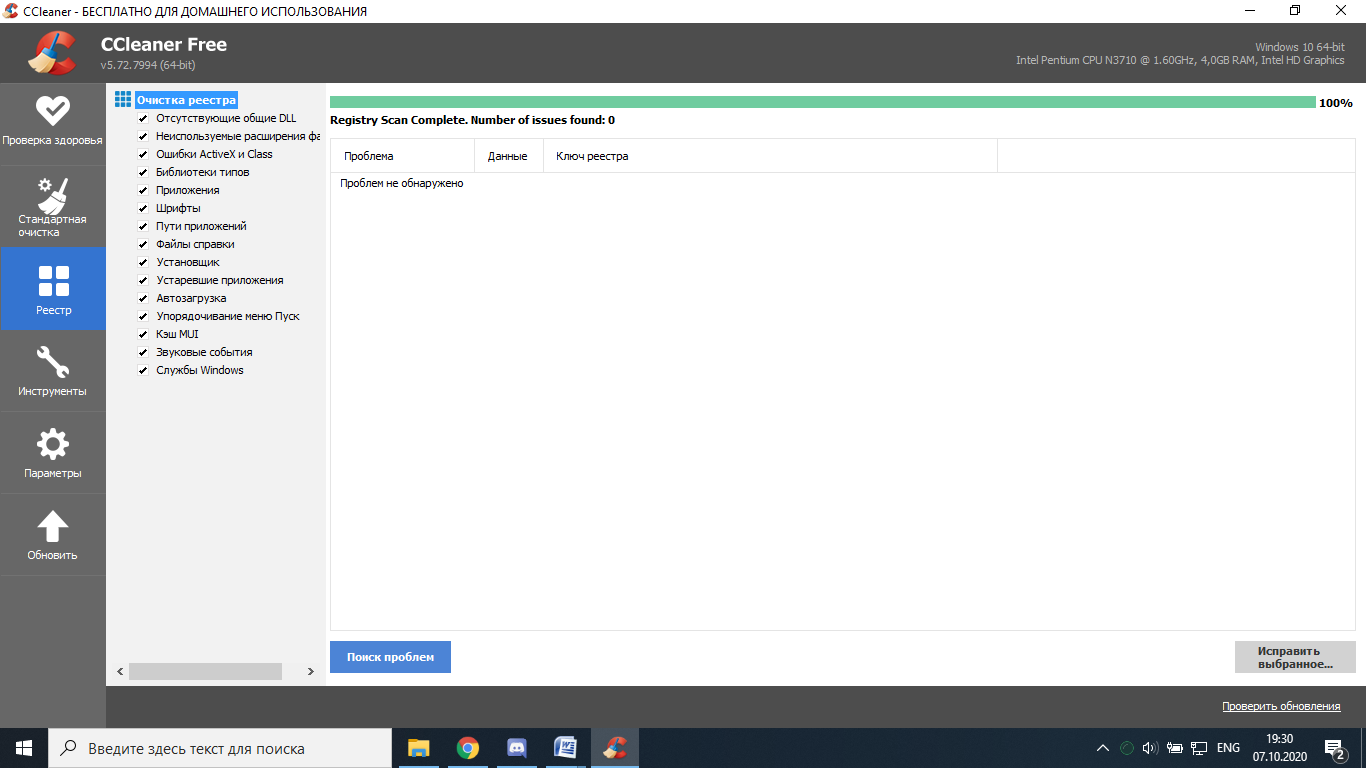 CCleaner - БЕСПЛАТНО ДЛЯ ДОМАШНЕГО ИСПОЛЬЗОВАНИЯ
CCleaner Free
v5.72.7994 (64-bit)
Windows 10 64-bit
Intel Pentium CPU N3710 @ 1.60GHz, 4,0GB RAM, Intel HD Graphics
Проверка здоровья
Стандартная
очистка
Реестр
Инструменты
Параметры
Обновить
Очистка реестра
Отсутствующие общие DLL
Неиспользуемые расширения фа
Ошибки ActiveX и Class
Библиотеки типов
Приложения
Шрифты
Пути приложений
Файлы справки
Установщик
Устаревшие приложения
Автозагрузка
Упорядочивание меню Пуск
Кэш MUI
Звуковые события
Службы Windows
100%
Registry Scan Complete. Number of issues found: 0
Проблема Данные Ключ реестра
Проблем не обнаружено
Поиск проблем
Исправить
выбранное...
Проверить обновления
Введите здесь текст для поиска
ENG
19:30
07.10.2020
2